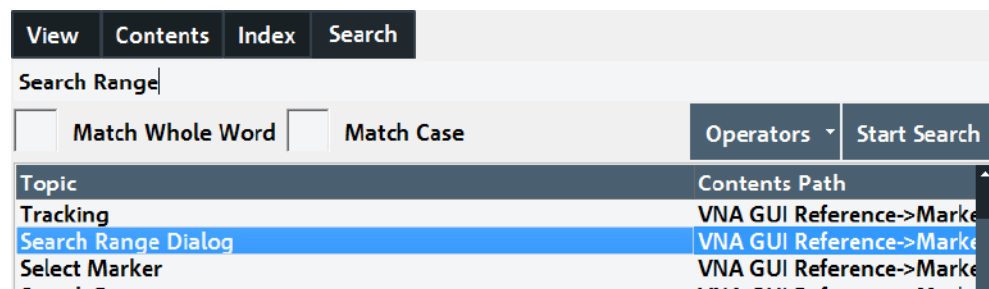 View Contents Index Search
Search Range
Match Whole Word Match Case Operators Start Search
Topic Contents Path
Tracking VNA GUI Reference->Marke
Search Range Dialog VNA GUI Reference->Marke
Select Marker VNA GUI Reference->Marke